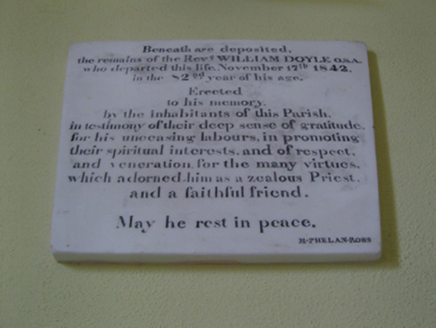 Beneath are deposited,
the remains of the Revd WILLIAM DOYLE O.S.A.
who departed this life, November 17th 1842,
in the 2nd year of his age.
Erected
to his memory,
by the inhabitants of this Parish,
in testimony of their deep sense of gratitude,
for his unceasing labours, in promoting
their spiritual interests, and of respect,
and veneration, for the many virtues,
which adorned him as a zealous Priest,
and a faithful friend.
May he rest in peace.
H·PHELAN·ROSS